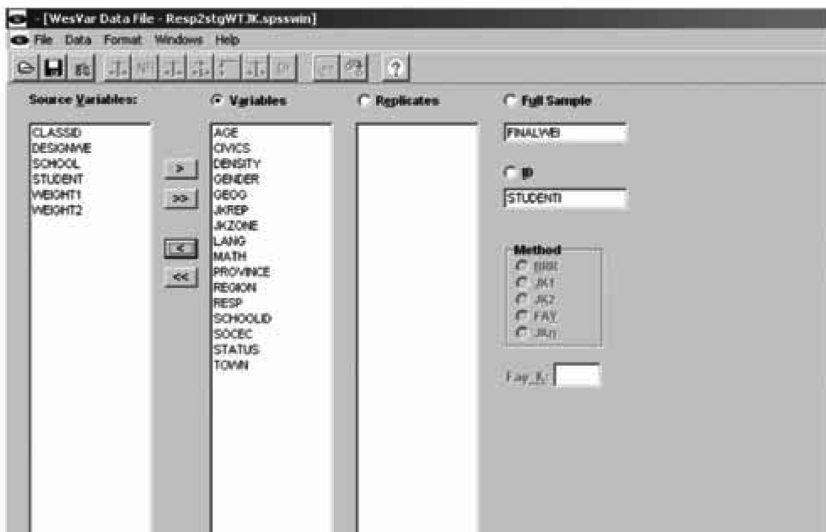 - [WesVar Data File - Resp2stgWTJK.spsswin]
File Data Format Windows Help
Source Variables:
Variables
Replicates
Full Sample
CLASSID
DESIGNWE
SCHOOL
STUDENT
WEIGHT1
WEIGHT2
>
>>
<
<<
AGE
CIVICS
DENSITY
GENDER
GEOG
JKREP
JKZONE
LANG
MATH
PROVINCE
REGION
RESP
SCHOOLID
SOCEC
STATUS
TOWN
FINALWEI
ID
STUDENTI
Method
BRR
JK1
JK2
FAY
JKn
Fay_K: